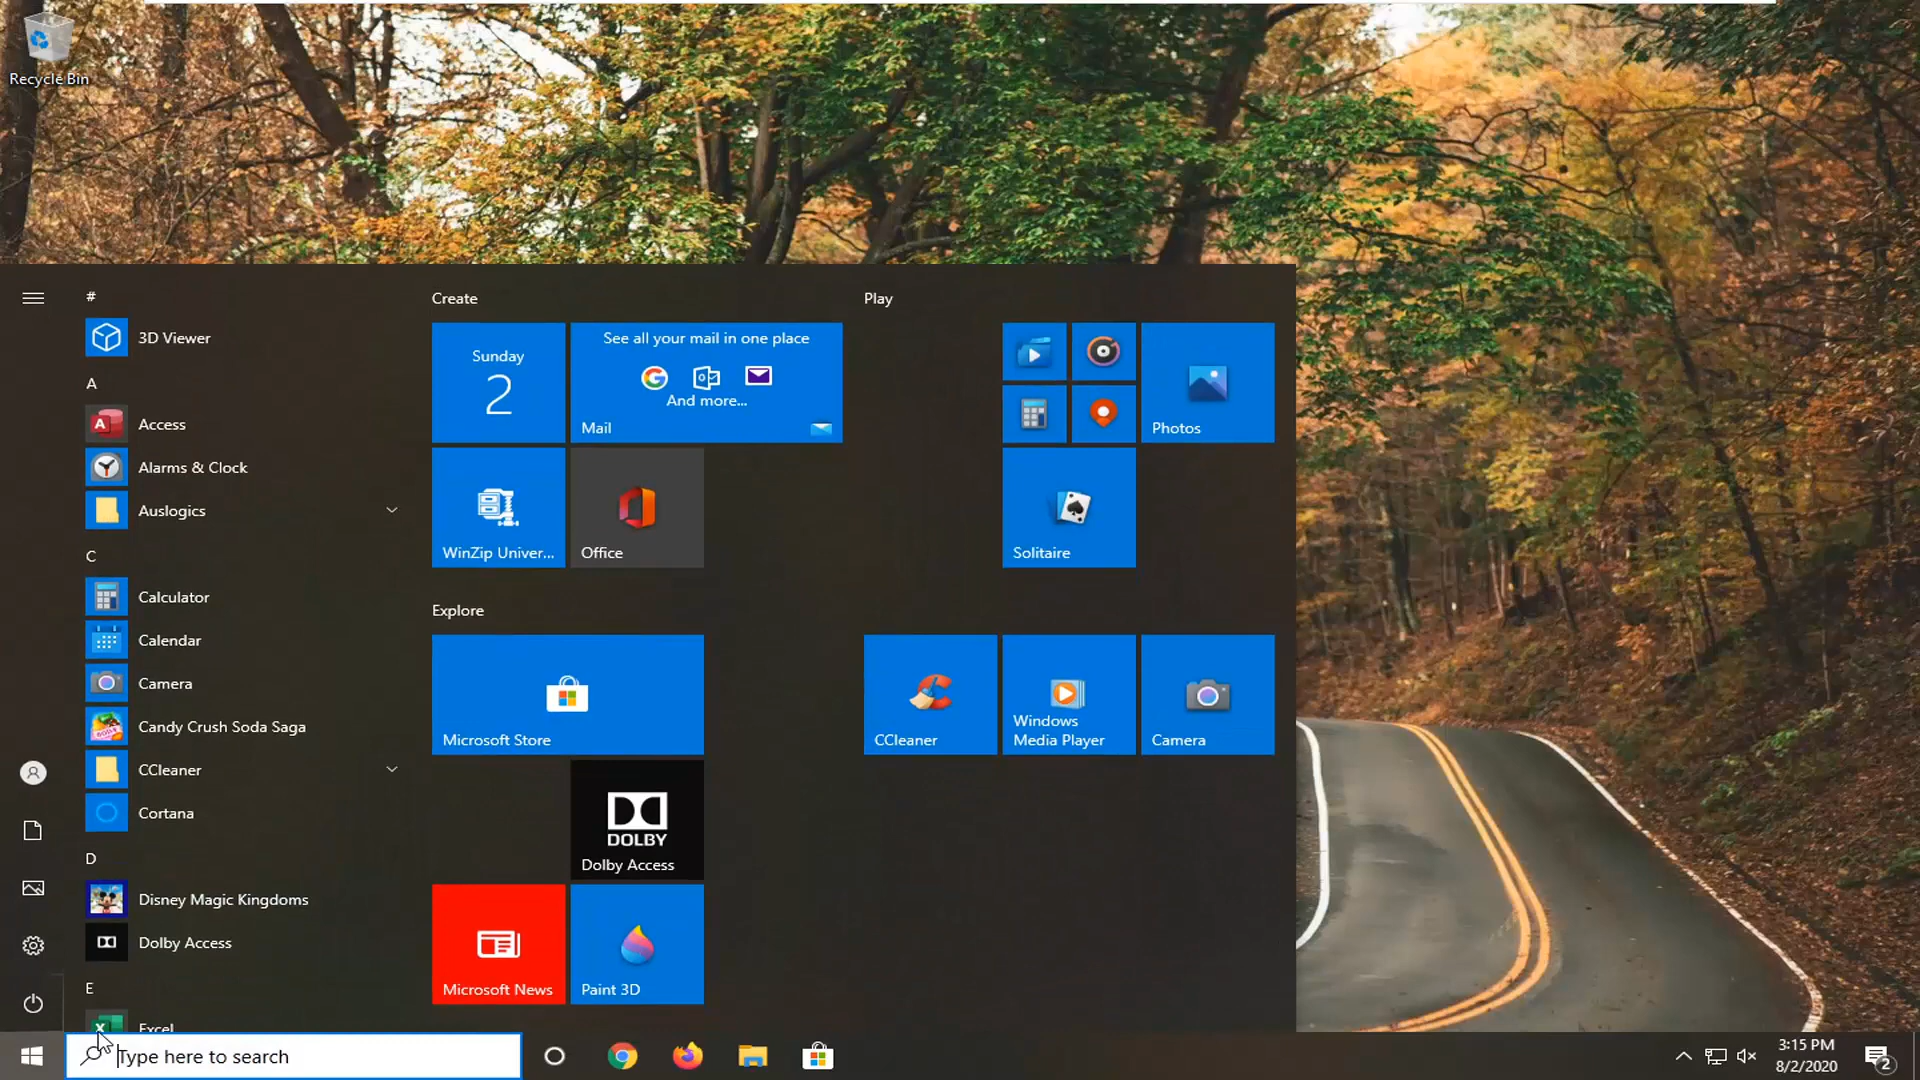 Recycle Bin
#
3D Viewer
A
Access
Alarms & Clock
Auslogics
C
Calculator
Calendar
Camera
Candy Crush Soda Saga
CCleaner
Cortana
D
Disney Magic Kingdoms
Dolby Access
E
Excel
Create
Sunday
2
See all your mail in one place
And more...
Mail
WinZip Univer...
Office
Explore
Microsoft Store
DOLBY
Dolby Access
Microsoft News
Paint 3D
Play
Photos
Solitaire
CCleaner
Windows
Media Player
Camera
Type here to search
3:15 PM
8/2/2020
2